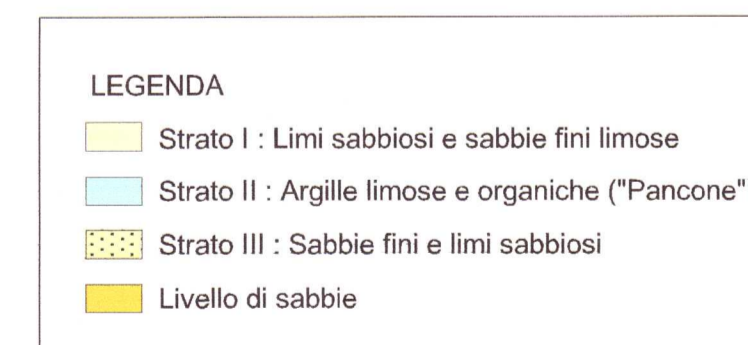 LEGENDA
Strato I : Limi sabbiosi e sabbie fini limose
Strato II : Argille limose e organiche ("Pancone"
Strato III : Sabbie fini e limi sabbiosi
Livello di sabbie